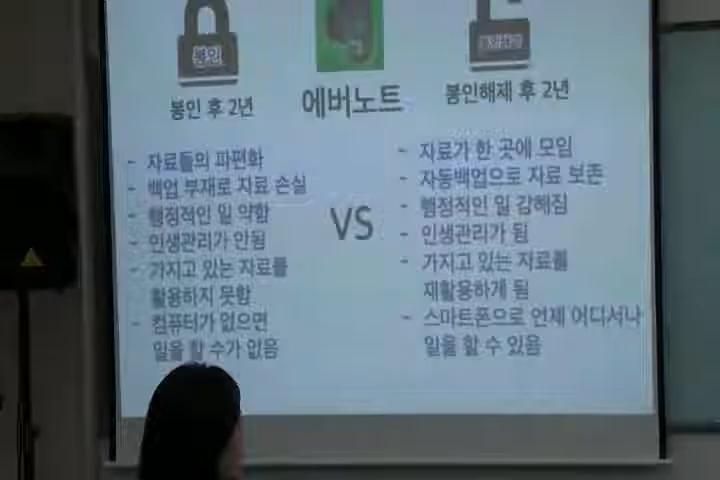 봉인
봉인 후 2년
에버노트
봉인해제 후 2년
- 자료들의 파편화
- 백업 부재로 자료 손실
- 행정적인 일 약함
- 인생관리가 안됨
- 가지고 있는 자료를
활용하지 못함
- 컴퓨터가 없으면
일을 할 수가 없음
VS
- 자료가 한 곳에 모임
- 자동백업으로 자료 보존
- 행정적인 일 강해짐
- 인생관리가 됨
- 가지고 있는 자료를
재활용하게 됨
- 스마트폰으로 언제 어디서나
일을 할 수 있음